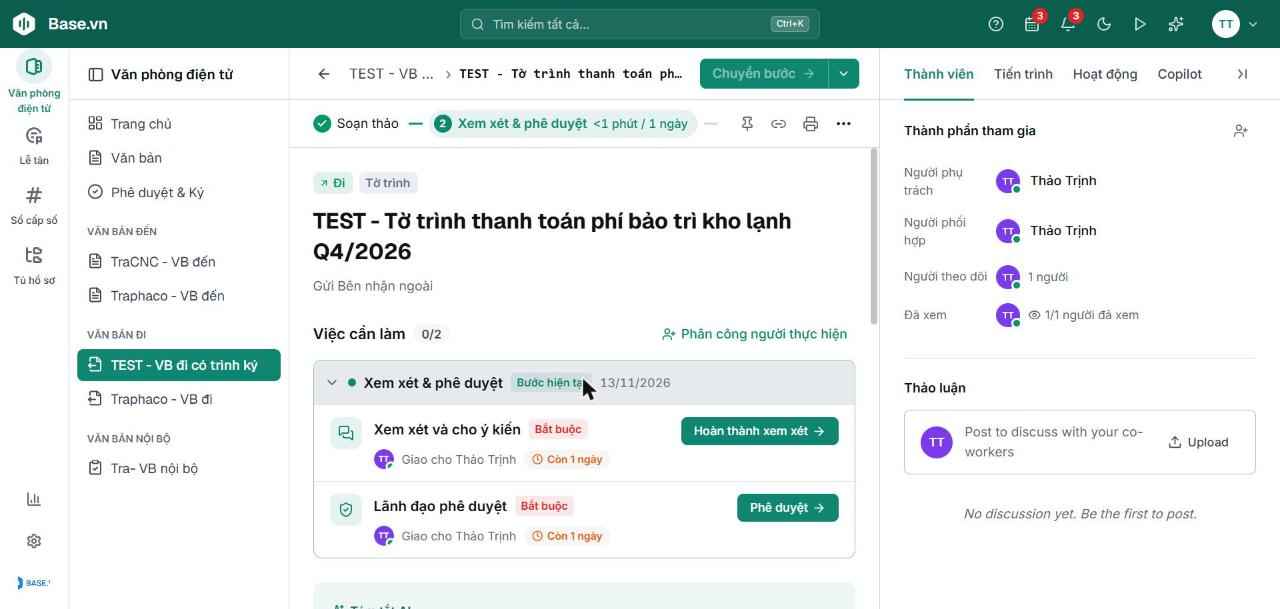 Base.vn
Tìm kiếm tất cả...
Ctrl+K
3
3
TT
Văn phòng điện tử
Lễ tân
Sổ cấp số
Tủ hồ sơ
BASE.
Văn phòng điện tử
Trang chủ
Văn bản
Phê duyệt & Ký
VĂN BẢN ĐẾN
TraCNC - VB đến
Traphaco - VB đến
VĂN BẢN ĐI
TEST - VB đi có trình ký
Traphaco - VB đi
VĂN BẢN NỘI BỘ
Tra- VB nội bộ
TEST - VB ... › TEST - Tờ trình thanh toán ph…
Chuyển bước →
Soạn thảo
2 Xem xét & phê duyệt <1 phút / 1 ngày
Đi
Tờ trình
TEST - Tờ trình thanh toán phí bảo trì kho lạnh
Q4/2026
Gửi Bên nhận ngoài
Việc cần làm 0/2
Phân công người thực hiện
Xem xét & phê duyệt Bước hiện 13/11/2026
Xem xét và cho ý kiến Bắt buộc
Hoàn thành xem xét →
TT Giao cho Thảo Trịnh Còn 1 ngày
Lãnh đạo phê duyệt Bắt buộc
Phê duyệt →
TT Giao cho Thảo Trịnh Còn 1 ngày
Thành viên
Tiến trình
Hoạt động
Copilot
Thành phần tham gia
Người phụ trách
TT Thảo Trịnh
Người phối hợp
TT Thảo Trịnh
Người theo dõi
TT 1 người
Đã xem
TT 1/1 người đã xem
Thảo luận
TT
Post to discuss with your co-
workers
Upload
No discussion yet. Be the first to post.